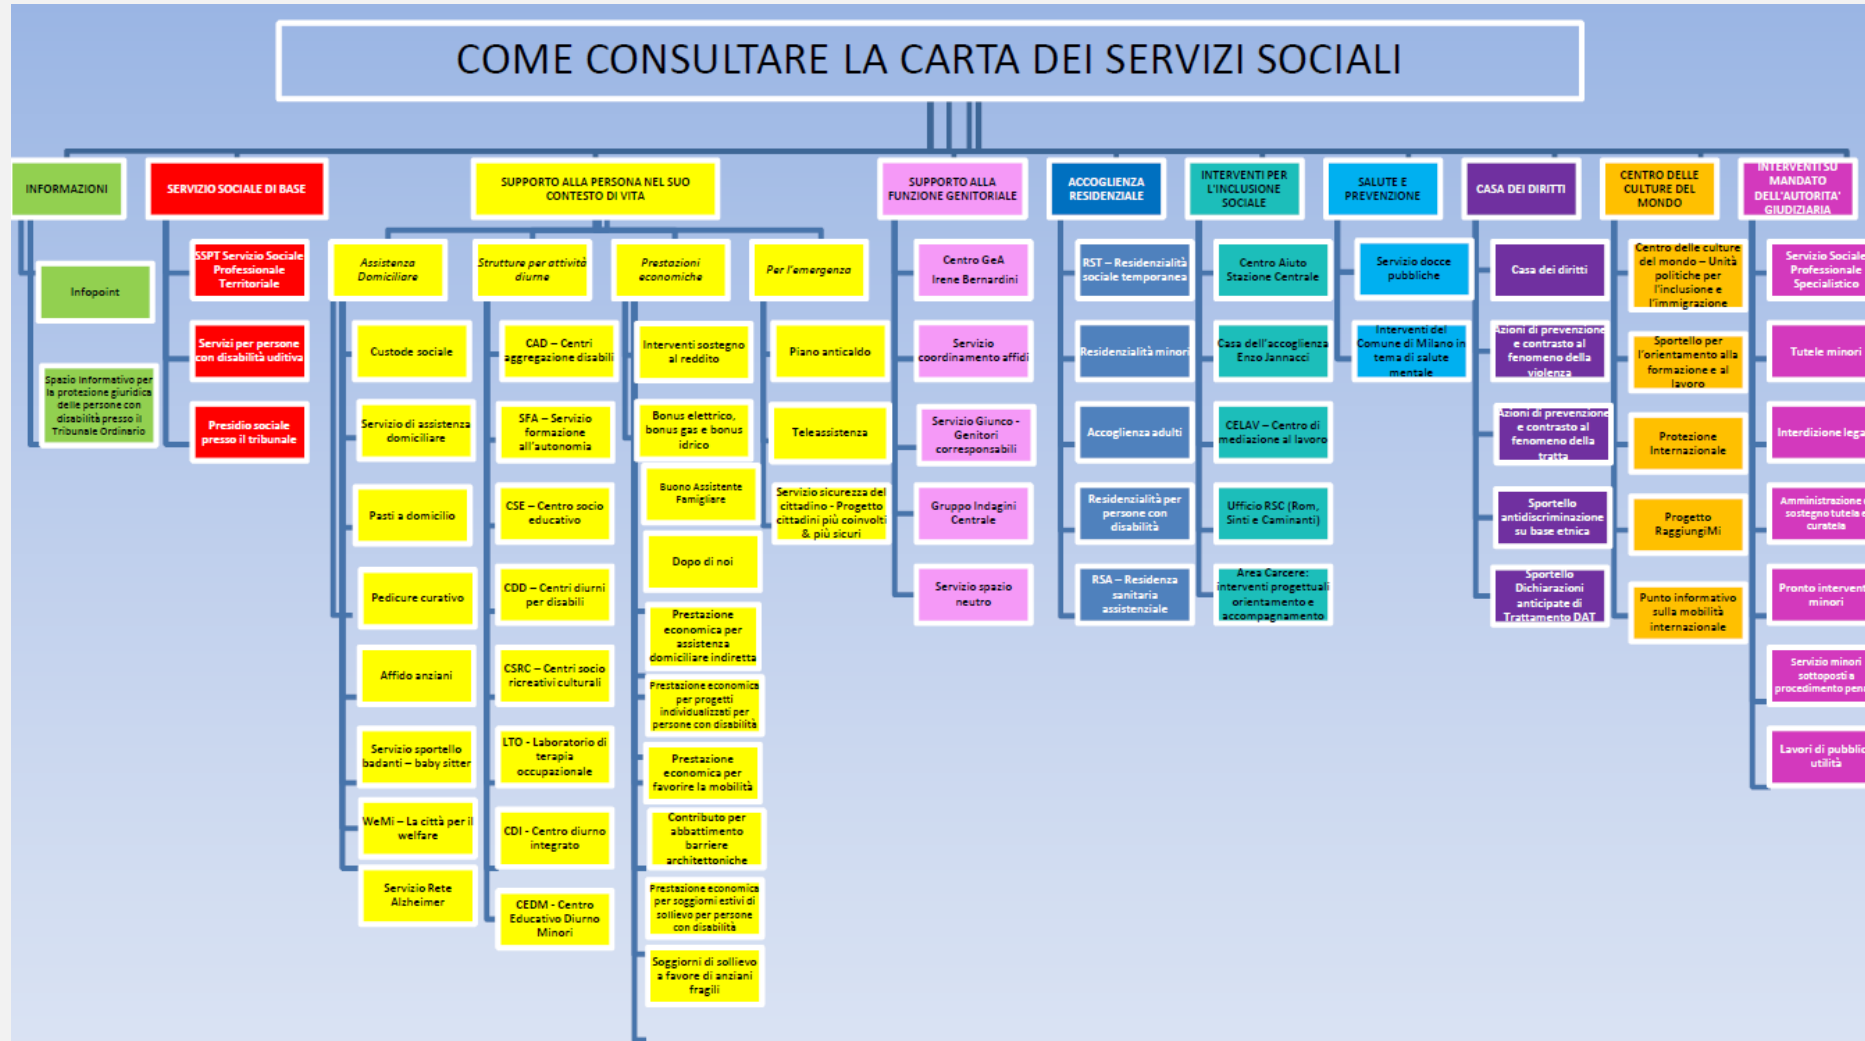 COME CONSULTARE LA CARTA DEI SERVIZI SOCIALI
INFORMAZIONI
Infopoint
Spazio Informativo per
la protezione giuridica
delle persone con
disabilità presso il
Tribunale Ordinario
SERVIZIO SOCIALE DI BASE
SSPT Servizio Sociale
Professionale
Territoriale
Servizi per persone
con disabilità uditiva
Presidio sociale
presso il tribunale
SUPPORTO ALLA PERSONA NEL SUO
CONTESTO DI VITA
Assistenza
Domiciliare
Custode sociale
Servizio di assistenza
domiciliare
Pasti a domicilio
Pedicure curativo
Affido anziani
Servizio sportello
badanti – baby sitter
WeMi – La città per il
welfare
Servizio Rete
Alzheimer
Strutture per attività
diurne
CAD – Centri
aggregazione disabili
SFA – Servizio
formazione
all'autonomia
CSE – Centro socio
educativo
CDD – Centri diurni
per disabili
CSRC – Centri socio
ricreativi culturali
LTO - Laboratorio di
terapia
occupazionale
CDI - Centro diurno
integrato
CEDM - Centro
Educativo Diurno
Minori
Prestazioni
economiche
Interventi sostegno
al reddito
Bonus elettrico,
bonus gas e bonus
idrico
Buono Assistente
Famigliare
Dopo di noi
Prestazione
economica per
assistenza
domiciliare indiretta
Prestazione economica
per progetti
individualizzati per
persone con disabilità
Prestazione
economica per
favorire la mobilità
Contributo per
abbattimento
barriere
architettoniche
Prestazione economica
per soggiorni estivi di
sollievo per persone
con disabilità
Soggiorni di sollievo
a favore di anziani
fragili
Per l'emergenza
Piano anticaldo
Teleassistenza
Servizio sicurezza del
cittadino - Progetto
cittadini più coinvolti
& più sicuri
SUPPORTO ALLA
FUNZIONE GENITORIALE
Centro GeA
Irene Bernardini
Servizio
coordinamento affidi
Servizio Giunco -
Genitori
corresponsabili
Gruppo Indagini
Centrale
Servizio spazio
neutro
ACCOGLIENZA
RESIDENZIALE
RST – Residenzialità
sociale temporanea
Residenzialità minori
Accoglienza adulti
Residenzialità per
persone con
disabilità
RSA – Residenza
sanitaria
assistenziale
INTERVENTI PER
L'INCLUSIONE
SOCIALE
Centro Aiuto
Stazione Centrale
Casa dell'accoglienza
Enzo Jannacci
CELAV – Centro di
mediazione al lavoro
Ufficio RSC (Rom,
Sinti e Caminanti)
Area Carcere:
interventi progettuali
orientamento e
accompagnamento
SALUTE E
PREVENZIONE
Servizio docce
pubbliche
Interventi del
Comune di Milano in
tema di salute
mentale
CASA DEI DIRITTI
Casa dei diritti
Azioni di prevenzione
e contrasto al
fenomeno della
violenza
Azioni di prevenzione
e contrasto al
fenomeno della
tratta
Sportello
antidiscriminazione
su base etnica
Sportello
Dichiarazioni
anticipate di
Trattamento DAT
CENTRO DELLE
CULTURE DEL
MONDO
Centro delle culture
del mondo – Unità
politiche per
l'inclusione e
l'immigrazione
Sportello per
l'orientamento alla
formazione e al
lavoro
Protezione
Internazionale
Progetto
RaggiungiMi
Punto informativo
sulla mobilità
internazionale
INTERVENTI SU
MANDATO
DELL'AUTORITA'
GIUDIZIARIA
Servizio Sociale
Professionale
Specialistico
Tutele minori
Interdizione lega
Amministrazione
sostegno tutela e
curatela
Pronto intervent
minori
Servizio minori
sottoposti a
procedimento pen
Lavori di pubblic
utilità